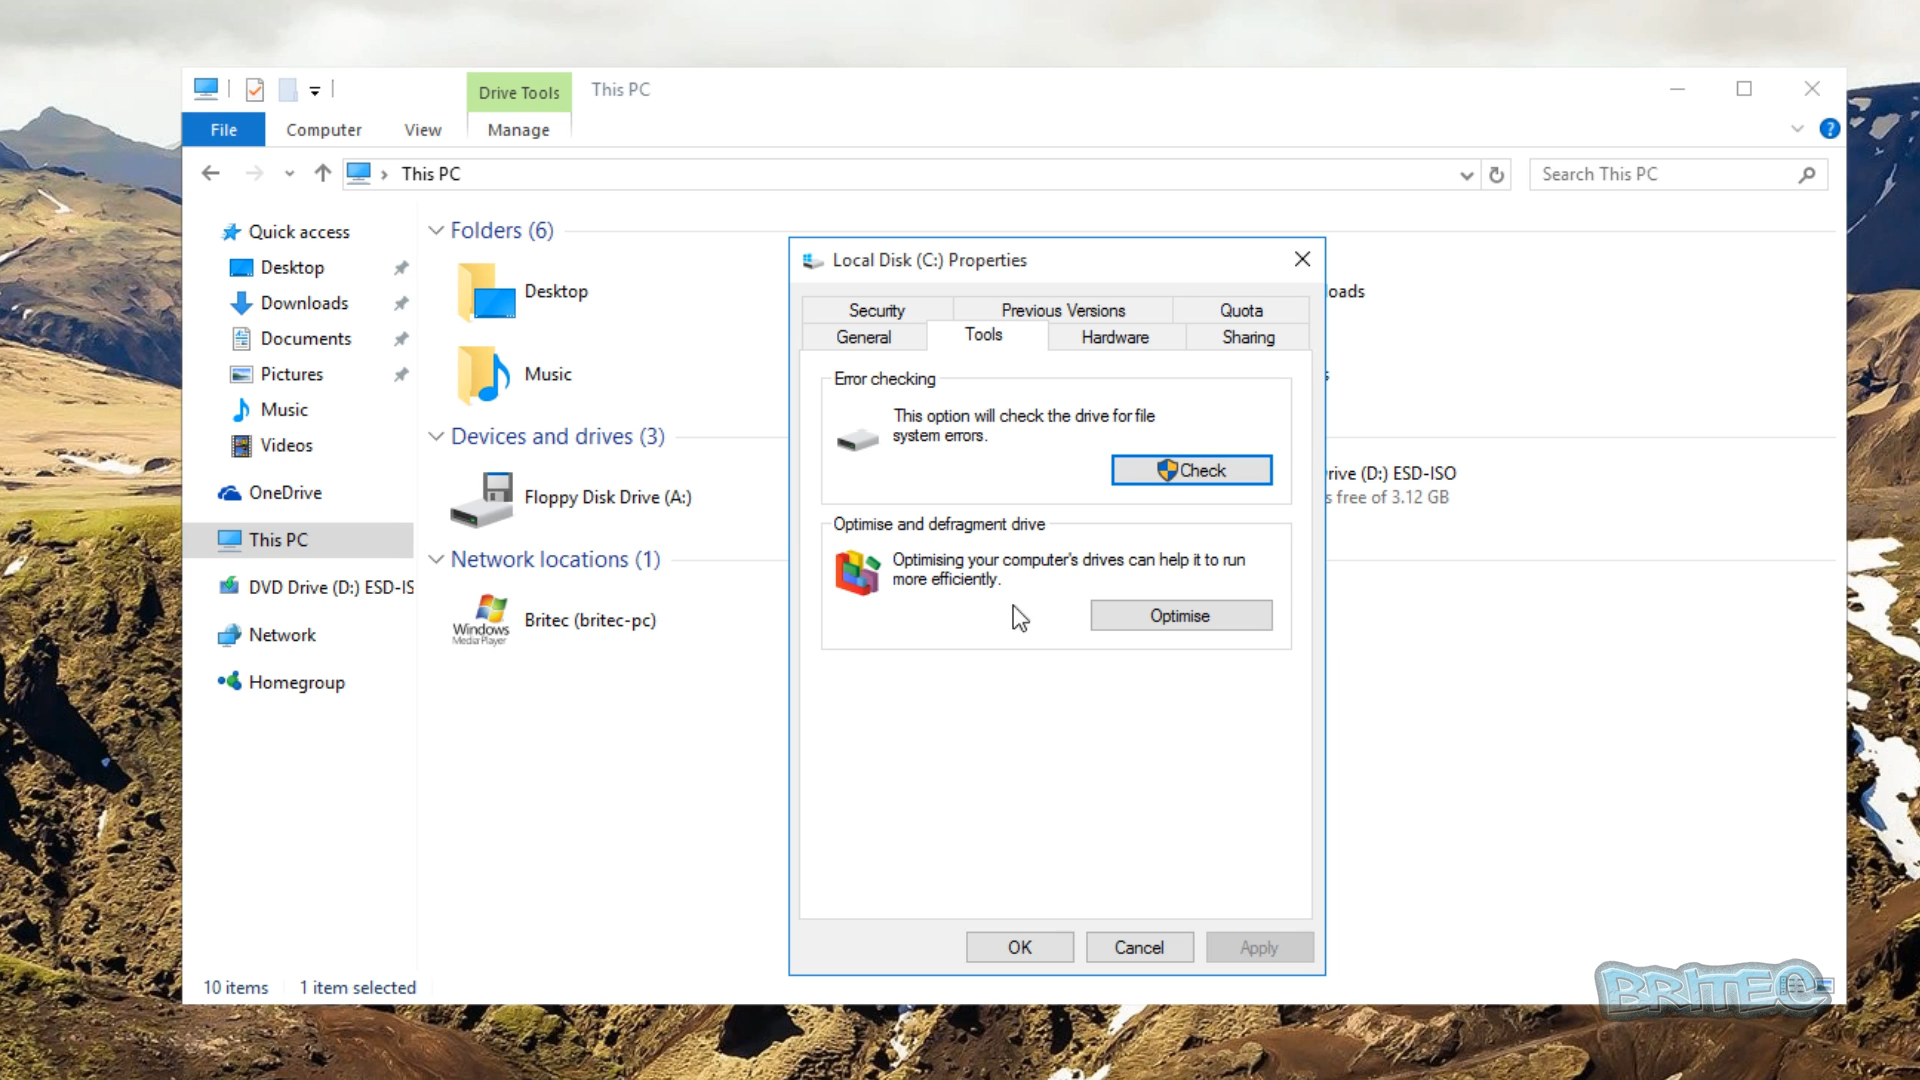 Drive Tools
This PC
File
Computer
View
Manage
?
This PC
Search This PC
Quick access
Desktop
Downloads
Documents
Pictures
Music
Videos
OneDrive
This PC
DVD Drive (D:) ESD-IS
Network
Homegroup
Folders (6)
Desktop
Music
Devices and drives (3)
Floppy Disk Drive (A:)
Network locations (1)
Windows
Media Player
Britec (britec-pc)
oads
rive (D:) ESD-ISO
s free of 3.12 GB
Local Disk (C:) Properties
Security
Previous Versions
Quota
General
Tools
Hardware
Sharing
Error checking
This option will check the drive for file
system errors.
Check
Optimise and defragment drive
Optimising your computer's drives can help it to run
more efficiently.
Optimise
OK
Cancel
Apply
10 items
1 item selected
BRITEC